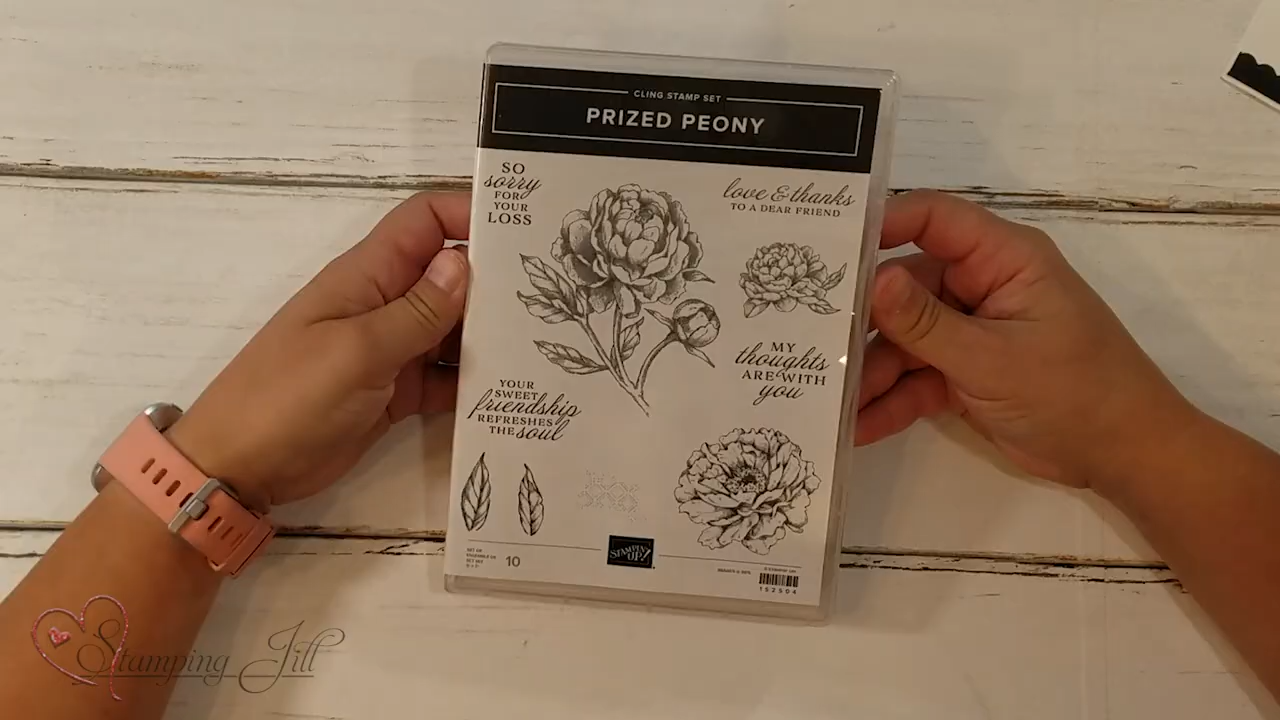 CLING STAMP SET
PRIZED PEONY
SO
sorry
FOR
YOUR
LOSS
love & thanks
TO A DEAR FRIEND
MY
thoughts
ARE WITH
you
YOUR
SWEET
friendship
REFRESHES
THE soul
10
STAMPIN' UP!
152504
Stamping Jill